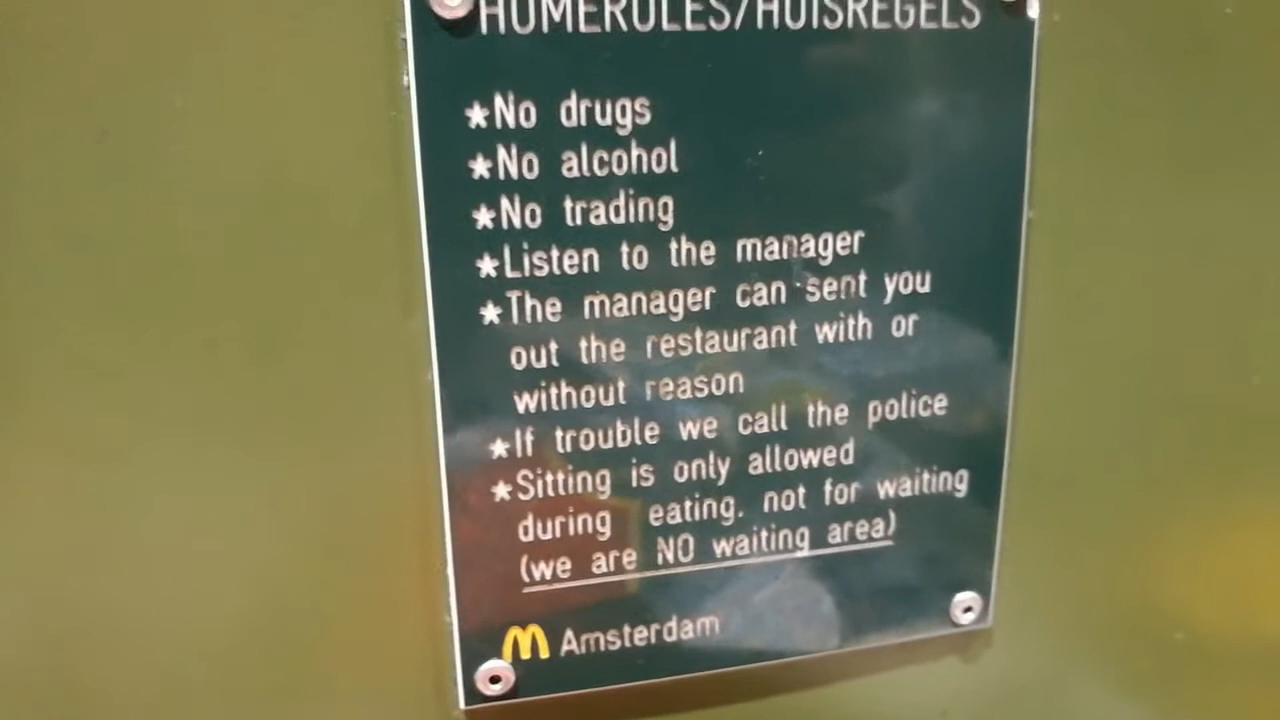 HOMERULES/HUISREGELS
★No drugs
★No alcohol
★No trading
★Listen to the manager
★The manager can sent you
out the restaurant with or
without reason
★If trouble we call the police
★Sitting is only allowed
during eating. not for waiting
(we are NO waiting area)
M Amsterdam